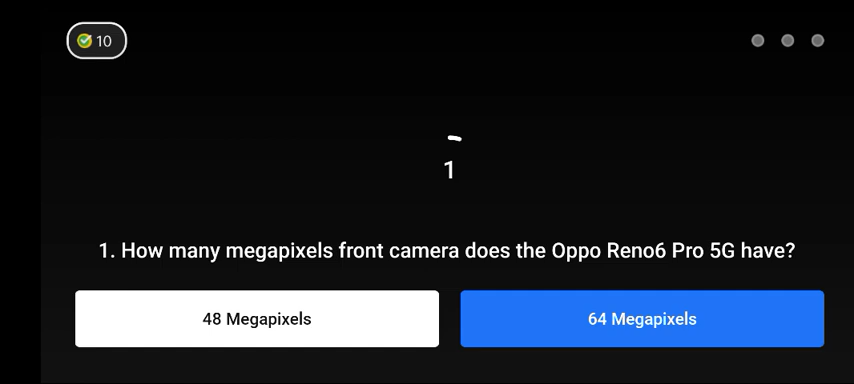 10
1
1. How many megapixels front camera does the Oppo Reno6 Pro 5G have?
48 Megapixels
64 Megapixels